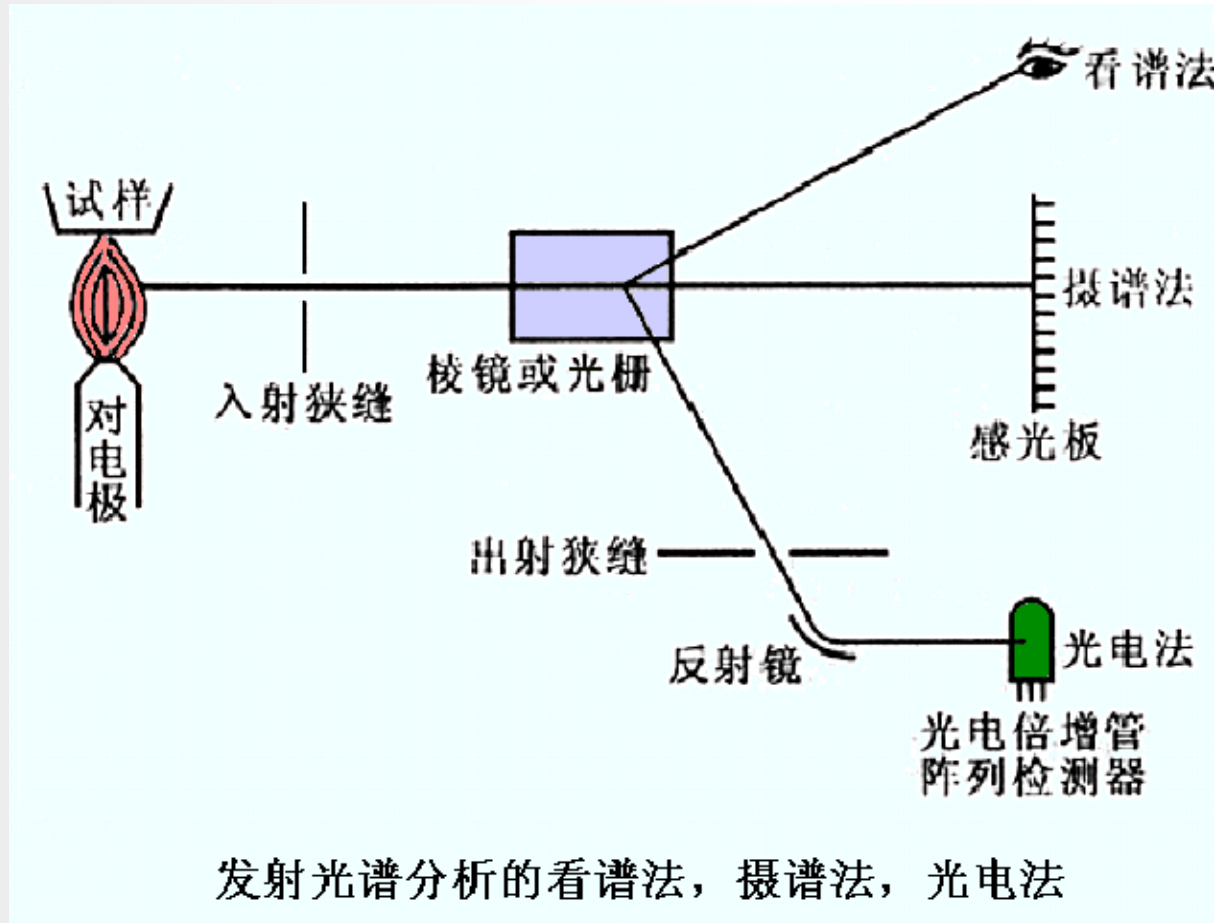 看谱法
试样
摄谱法
棱镜或光栅
入射狭缝
对电极
感光板
出射狭缝
反射镜
光电法
光电倍增管
阵列检测器
发射光谱分析的看谱法，摄谱法，光电法